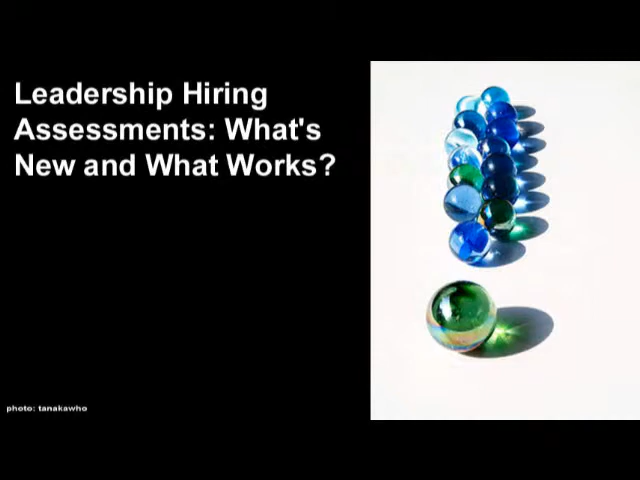 Leadership Hiring
Assessments: What's
New and What Works?
photo: tanakawho